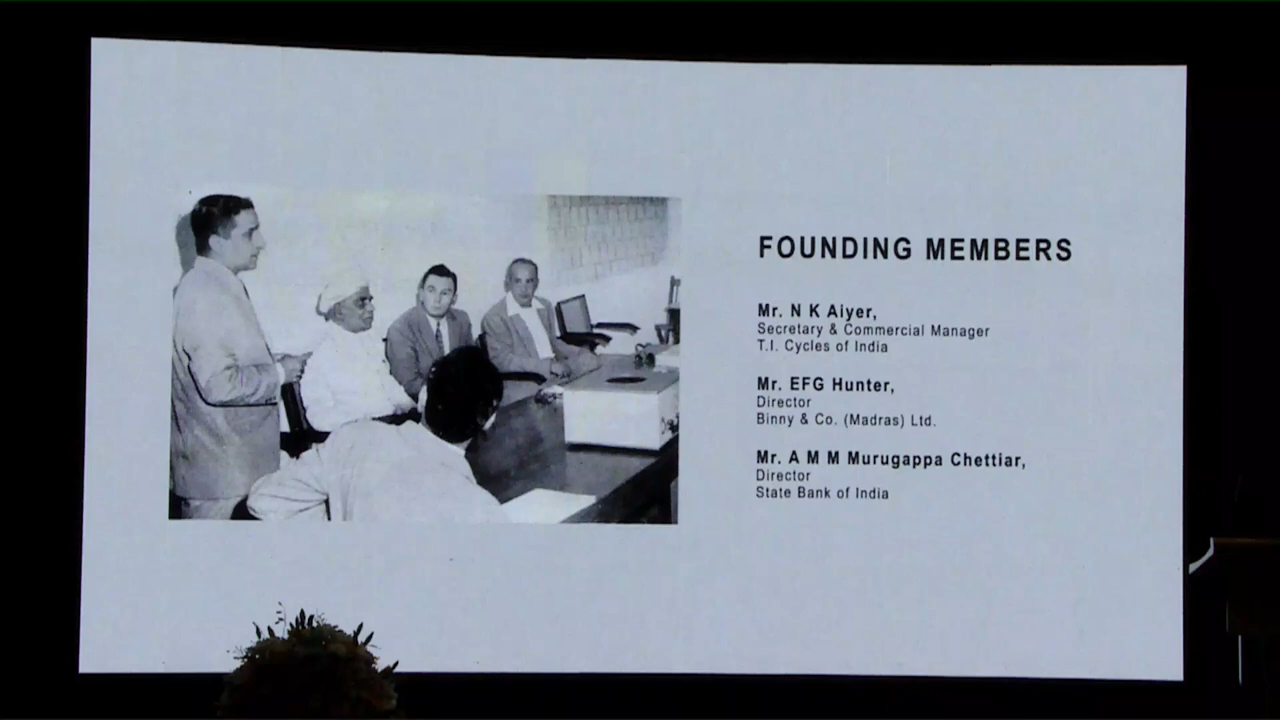 FOUNDING MEMBERS
Mr. N K Aiyer,
Secretary & Commercial Manager
T.I. Cycles of India
Mr. EFG Hunter,
Director
Binny & Co. (Madras) Ltd.
Mr. A M M Murugappa Chettiar,
Director
State Bank of India